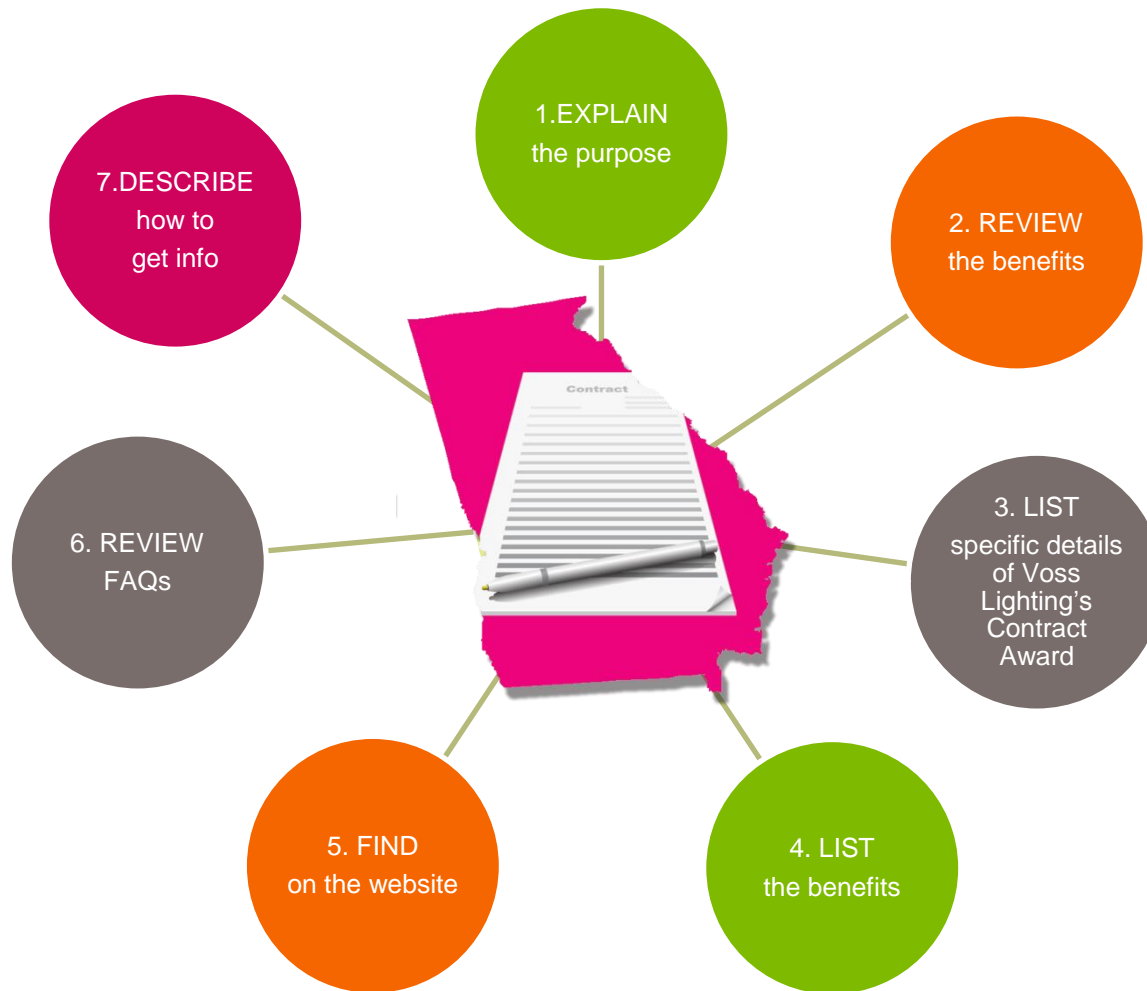 1.EXPLAIN
the purpose
2. REVIEW
the benefits
3. LIST
specific details
of Voss
Lighting’s
Contract
Award
4. LIST
the benefits
5. FIND
on the website
6. REVIEW
FAQs
7.DESCRIBE
how to
get info
Contract